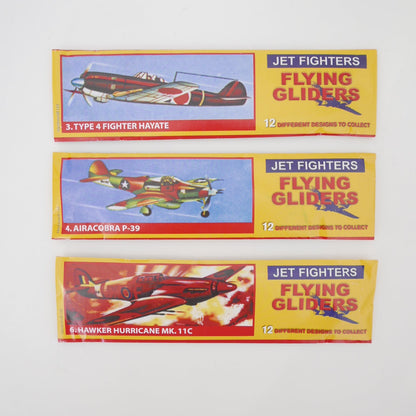 JET FIGHTERS
FLYING
GLIDERS
12 DIFFERENT DESIGNS TO COLLECT
3. TYPE 4 FIGHTER HAYATE
JET FIGHTERS
FLYING
GLIDERS
12 DIFFERENT DESIGNS TO COLLECT
4. AIRACOBRA P-39
JET FIGHTERS
FLYING
GLIDERS
12 DIFFERENT DESIGNS TO COLLECT
6. HAWKER HURRICANE MK. 11C